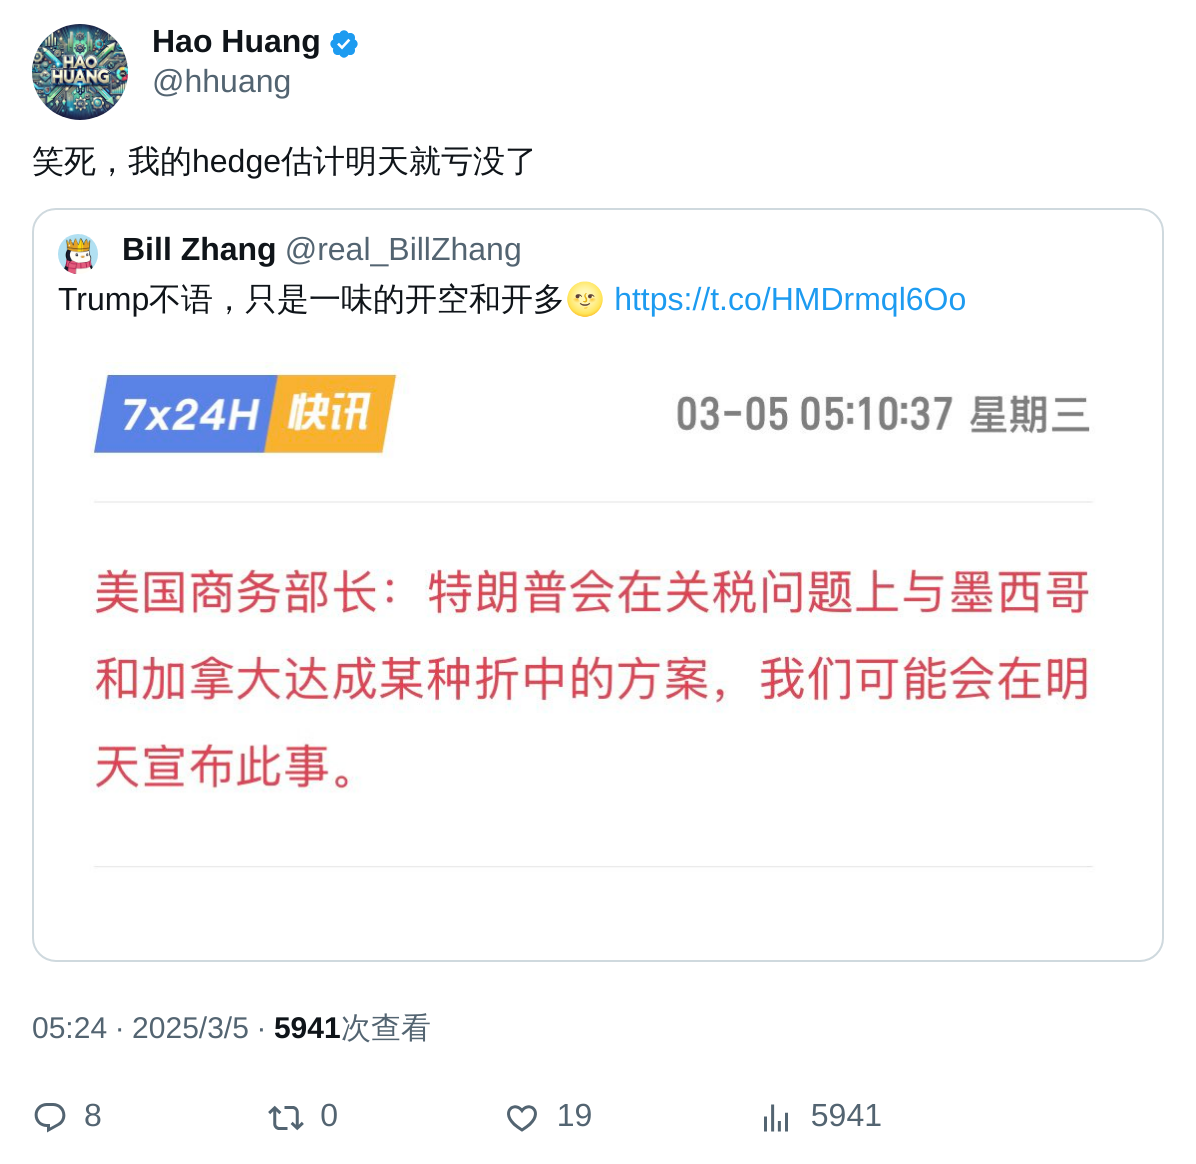 HAO
HUANG
Hao Huang
@hhuang
笑死，我的hedge估计明天就亏没了
Bill Zhang @real_BillZhang
Trump不语，只是一味的开空和开多🌝 https://t.co/HMDrmql6Oo
7x24H 快讯
03-05 05:10:37 星期三
美国商务部长：特朗普会在关税问题上与墨西哥
和加拿大达成某种折中的方案，我们可能会在明
天宣布此事。
05:24 · 2025/3/5 · 5941次查看
8 0 19 5941